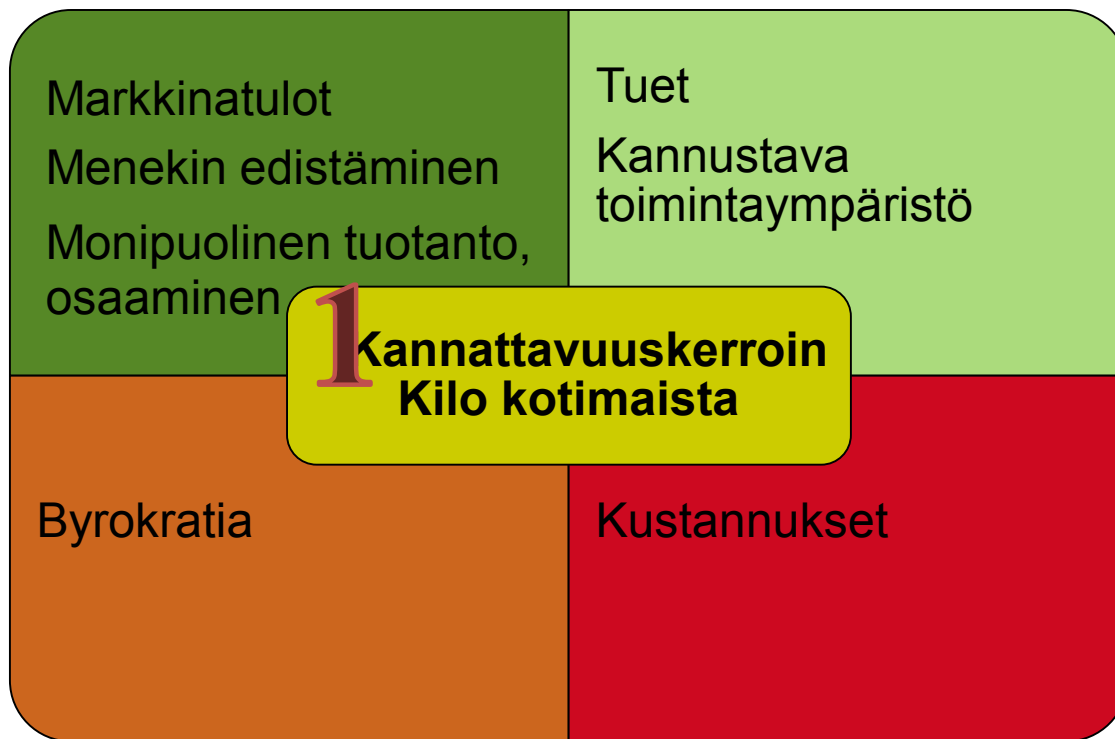 Markkinatulot
Menekin edistäminen
Monipuolinen tuotanto,
osaaminen
Tuet
Kannustava
toimintaympäristö
1
Kannattavuuskerroin
Kilo kotimaista
Byrokratia
Kustannukset